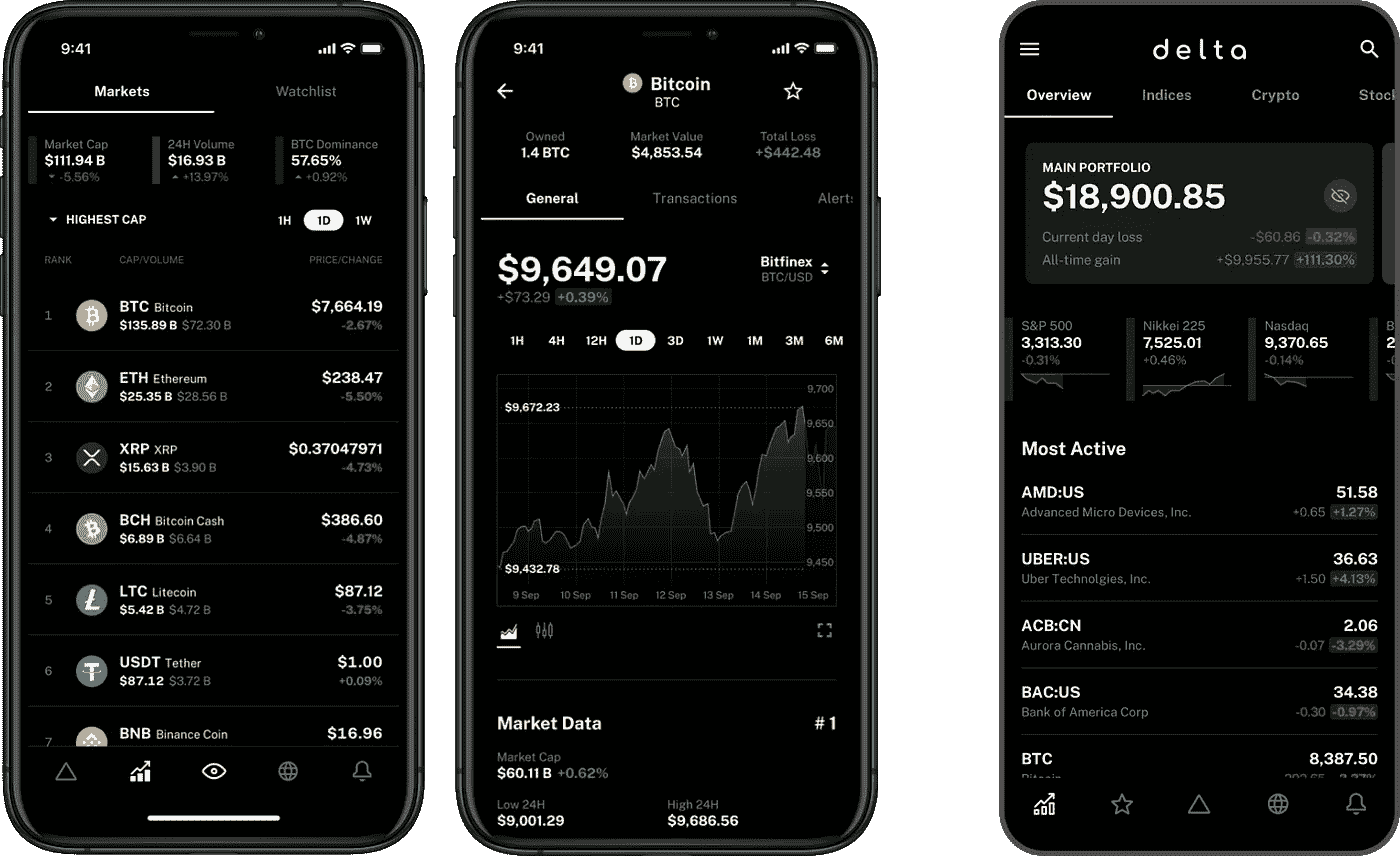 9:41
Markets Watchlist
Market Cap 24H Volume BTC Dominance
$111.94 B $16.93 B 57.65%
-5.56% +13.97% +0.92%
HIGHEST CAP 1H 1D 1W
RANK CAP/VOLUME PRICE/CHANGE
1 BTC Bitcoin $7,664.19
$135.89 B $72.30 B -2.67%
2 ETH Ethereum $238.47
$25.35 B $28.56 B -5.50%
3 XRP XRP $0.37047971
$15.63 B $3.90 B -4.73%
4 BCH Bitcoin Cash $386.60
$6.89 B $6.64 B -4.87%
5 LTC Litecoin $87.12
$5.42 B $4.72 B -3.75%
6 USDT Tether $1.00
$87.12 $3.72 B +0.09%
7 BNB Binance Coin $16.96
9:41
Bitcoin
BTC
Owned Market Value Total Loss
1.4 BTC $4,853.54 +$442.48
General Transactions Alerts
$9,649.07 Bitfinex
+$73.29 +0.39% BTC/USD
1H 4H 12H 1D 3D 1W 1M 3M 6M
9,700
$9,672.23
9,650
9,600
9,550
9,500
9,450
$9,432.78
9 Sep 10 Sep 11 Sep 12 Sep 13 Sep 14 Sep 15 Sep
Market Data # 1
Market Cap
$60.11 B +0.62%
Low 24H High 24H
$9,001.29 $9,686.56
delta
Overview Indices Crypto Stock
MAIN PORTFOLIO
$18,900.85
Current day loss -$60.86 -0.32%
All-time gain +$9,955.77 +111.30%
S&P 500 Nikkei 225 Nasdaq
3,313.30 7,525.01 9,370.65
-0.31% +0.46% -0.14%
Most Active
AMD:US 51.58
Advanced Micro Devices, Inc. +0.65 +1.27%
UBER:US 36.63
Uber Technolgies, Inc. +1.50 +4.13%
ACB:CN 2.06
Aurora Cannabis, Inc. -0.07 -3.29%
BAC:US 34.38
Bank of America Corp -0.30 -0.97%
BTC 8,387.50